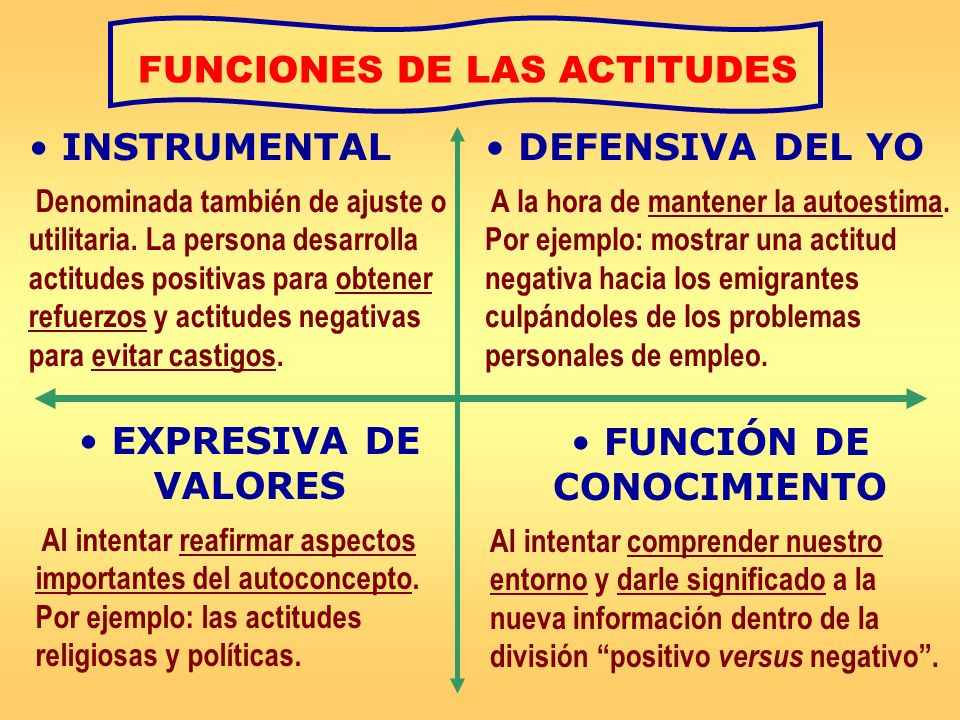 FUNCIONES DE LAS ACTITUDES
• INSTRUMENTAL
Denominada también de ajuste o
utilitaria. La persona desarrolla
actitudes positivas para obtener
refuerzos y actitudes negativas
para evitar castigos.
• DEFENSIVA DEL YO
A la hora de mantener la autoestima.
Por ejemplo: mostrar una actitud
negativa hacia los emigrantes
culpándoles de los problemas
personales de empleo.
• EXPRESIVA DE
VALORES
Al intentar reafirmar aspectos
importantes del autoconcepto.
Por ejemplo: las actitudes
religiosas y políticas.
• FUNCIÓN DE
CONOCIMIENTO
Al intentar comprender nuestro
entorno y darle significado a la
nueva información dentro de la
división “positivo versus negativo”.